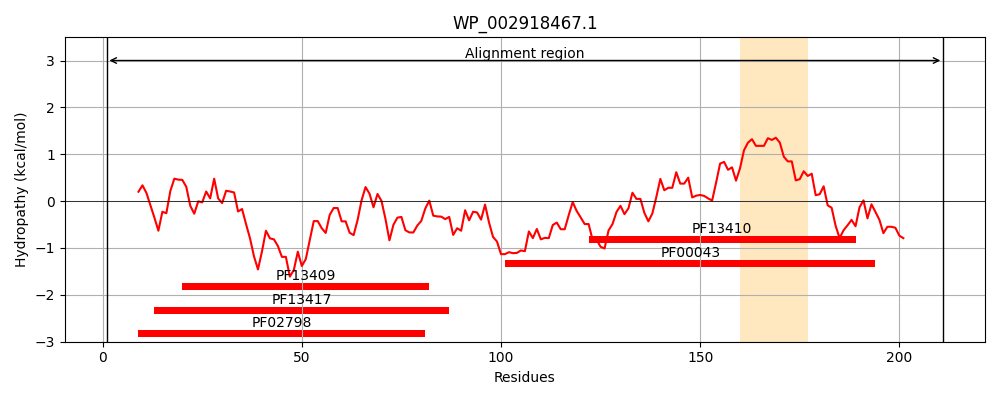 WP_002918467.1
Alignment region
Hydropathy (kcal/mol)
3
2
1
0
−1
−2
−3
PF13410
PF00043
PF13409
PF13417
PF02798
0 50 100 150 200
Residues